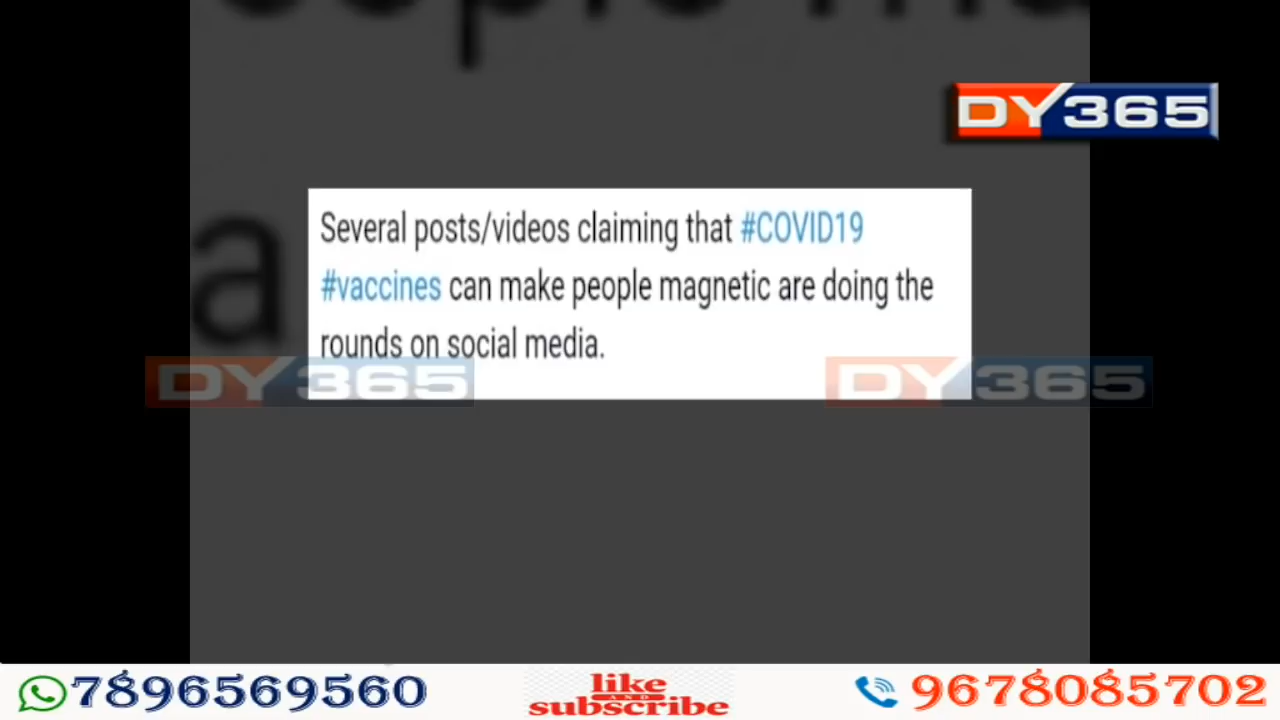 DY365
Several posts/videos claiming that #COVID19
#vaccines can make people magnetic are doing the
rounds on social media.
DY365 DY365
7896569560 like AND subscribe 9678085702